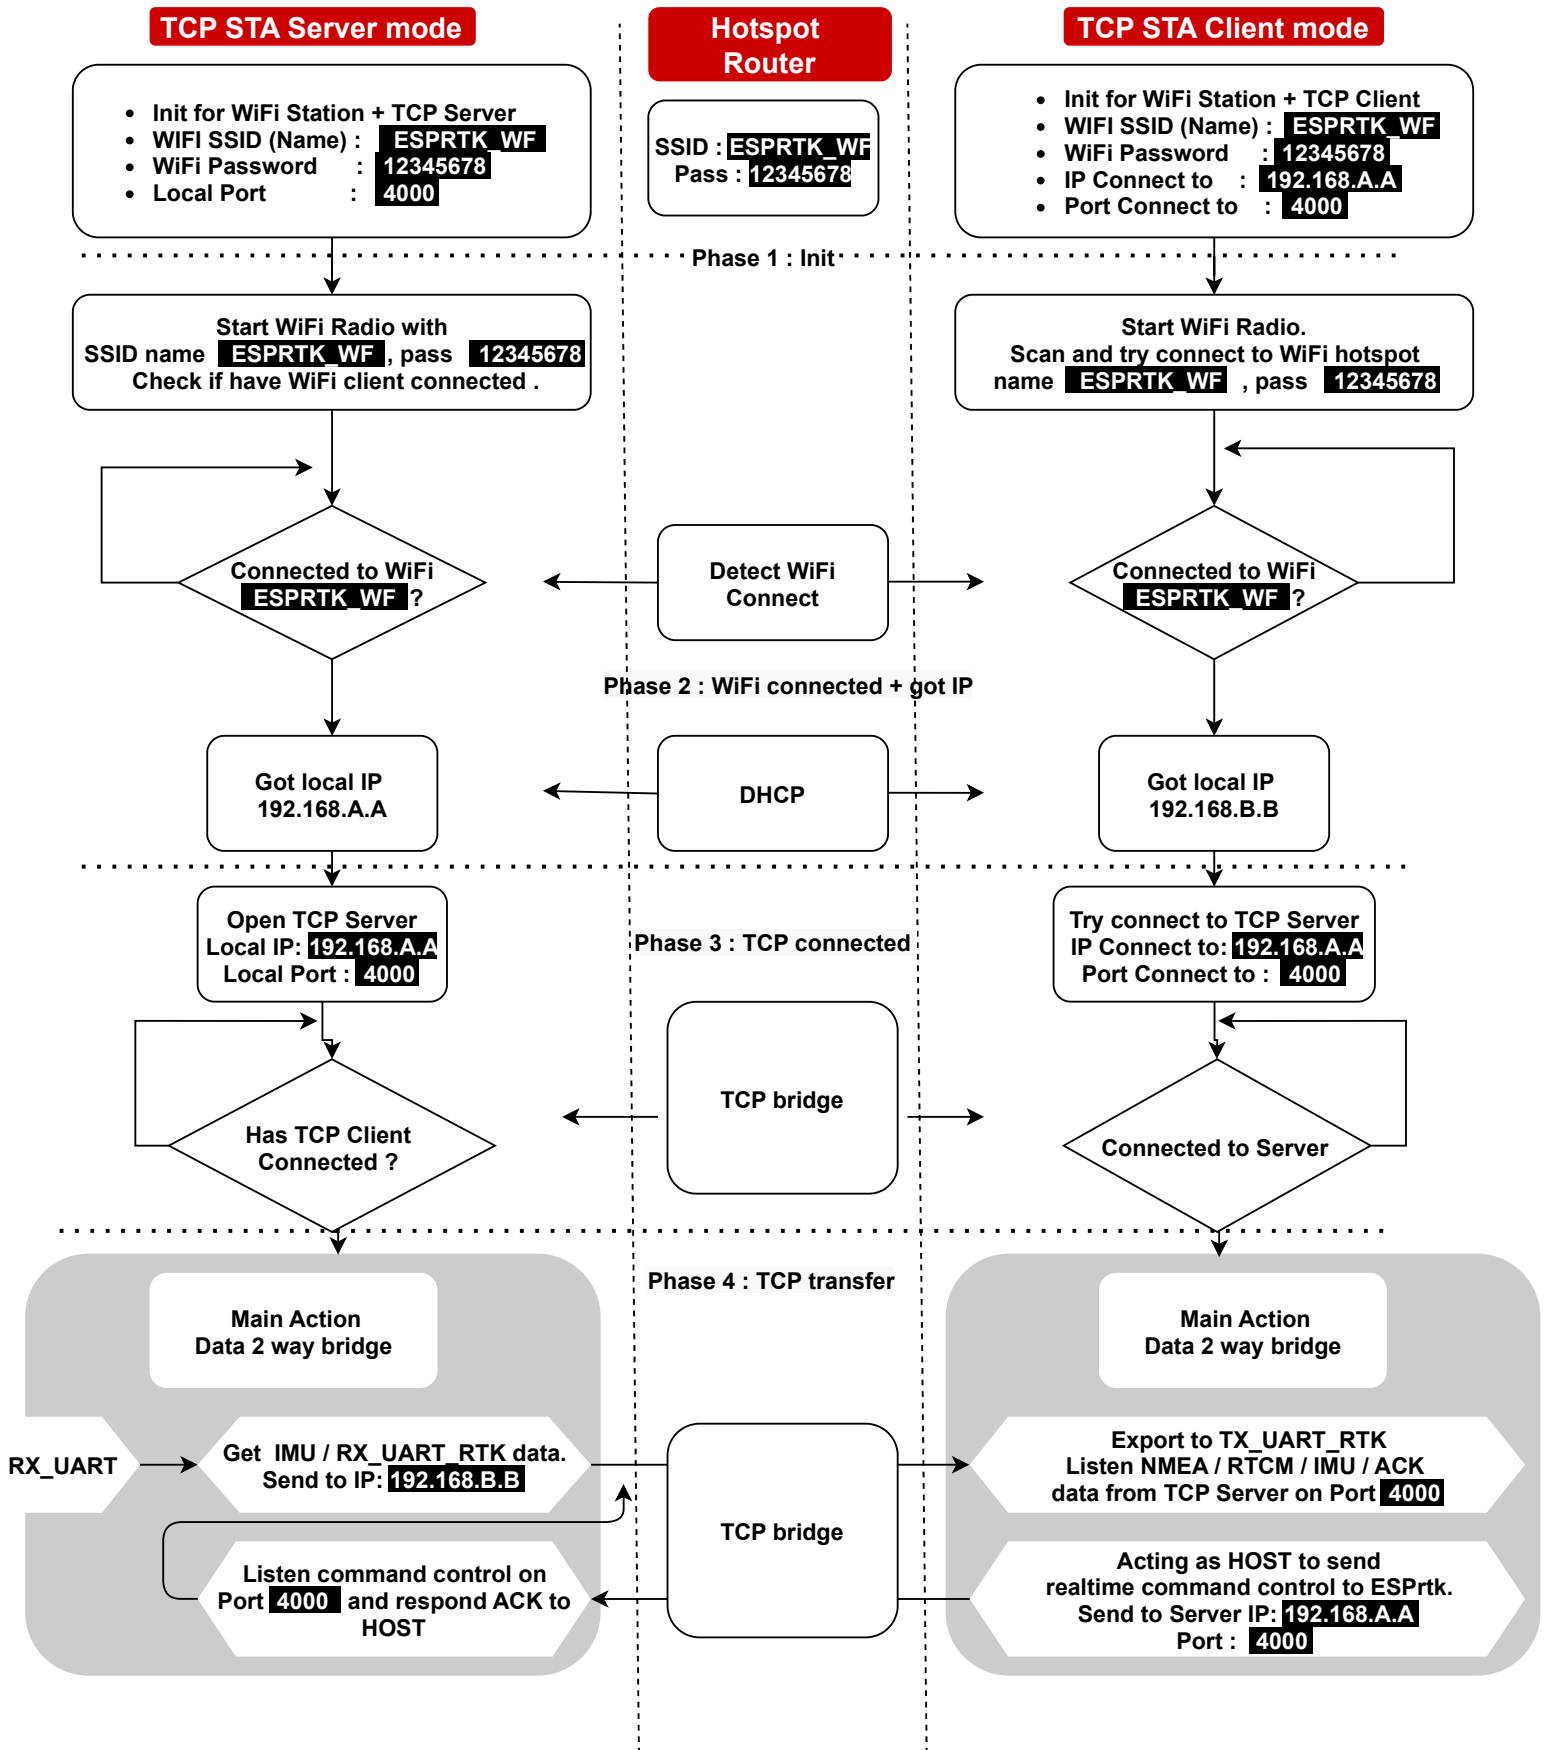 TCP STA Server mode
Hotspot
Router
TCP STA Client mode
• Init for WiFi Station + TCP Server
• WIFI SSID (Name) : ESPRTK_WF
• WiFi Password : 12345678
• Local Port : 4000
SSID : ESPRTK_WF
Pass : 12345678
• Init for WiFi Station + TCP Client
• WIFI SSID (Name) : ESPRTK_WF
• WiFi Password : 12345678
• IP Connect to : 192.168.A.A
• Port Connect to : 4000
Phase 1 : Init
Start WiFi Radio with
SSID name ESPRTK_WF , pass 12345678
Check if have WiFi client connected .
Start WiFi Radio.
Scan and try connect to WiFi hotspot
name ESPRTK_WF , pass 12345678
Connected to WiFi
ESPRTK_WF ?
Detect WiFi
Connect
Connected to WiFi
ESPRTK_WF ?
Phase 2 : WiFi connected + got IP
Got local IP
192.168.A.A
DHCP
Got local IP
192.168.B.B
Open TCP Server
Local IP: 192.168.A.A
Local Port : 4000
Phase 3 : TCP connected
Try connect to TCP Server
IP Connect to: 192.168.A.A
Port Connect to : 4000
Has TCP Client
Connected ?
TCP bridge
Connected to Server
Phase 4 : TCP transfer
Main Action
Data 2 way bridge
Main Action
Data 2 way bridge
RX_UART
Get IMU / RX_UART_RTK data.
Send to IP: 192.168.B.B
TCP bridge
Export to TX_UART_RTK
Listen NMEA / RTCM / IMU / ACK
data from TCP Server on Port 4000
Listen command control on
Port 4000 and respond ACK to
HOST
Acting as HOST to send
realtime command control to ESPrtk.
Send to Server IP: 192.168.A.A
Port : 4000